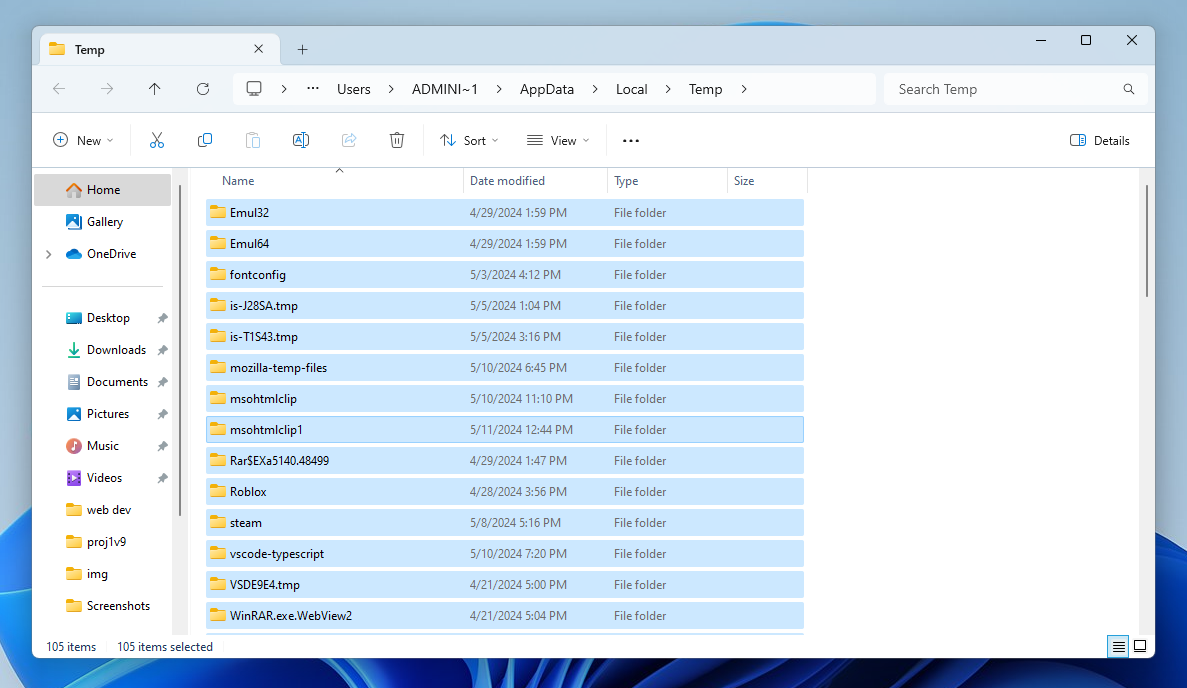 Temp
Users ADMINI~1 AppData Local Temp Search Temp
New Sort View Details
Home
Gallery
OneDrive
Desktop
Downloads
Documents
Pictures
Music
Videos
web dev
proj1v9
img
Screenshots
Name Date modified Type Size
Emul32 4/29/2024 1:59 PM File folder
Emul64 4/29/2024 1:59 PM File folder
fontconfig 5/3/2024 4:12 PM File folder
is-J28SA.tmp 5/5/2024 1:04 PM File folder
is-T1S43.tmp 5/5/2024 3:16 PM File folder
mozilla-temp-files 5/10/2024 6:45 PM File folder
msohtmlclip 5/10/2024 11:10 PM File folder
msohtmlclip1 5/11/2024 12:44 PM File folder
Rar$EXa5140.48499 4/29/2024 1:47 PM File folder
Roblox 4/28/2024 3:56 PM File folder
steam 5/8/2024 5:16 PM File folder
vscode-typescript 5/10/2024 7:20 PM File folder
VSDE9E4.tmp 4/21/2024 5:00 PM File folder
WinRAR.exe.WebView2 4/21/2024 5:04 PM File folder
105 items 105 items selected